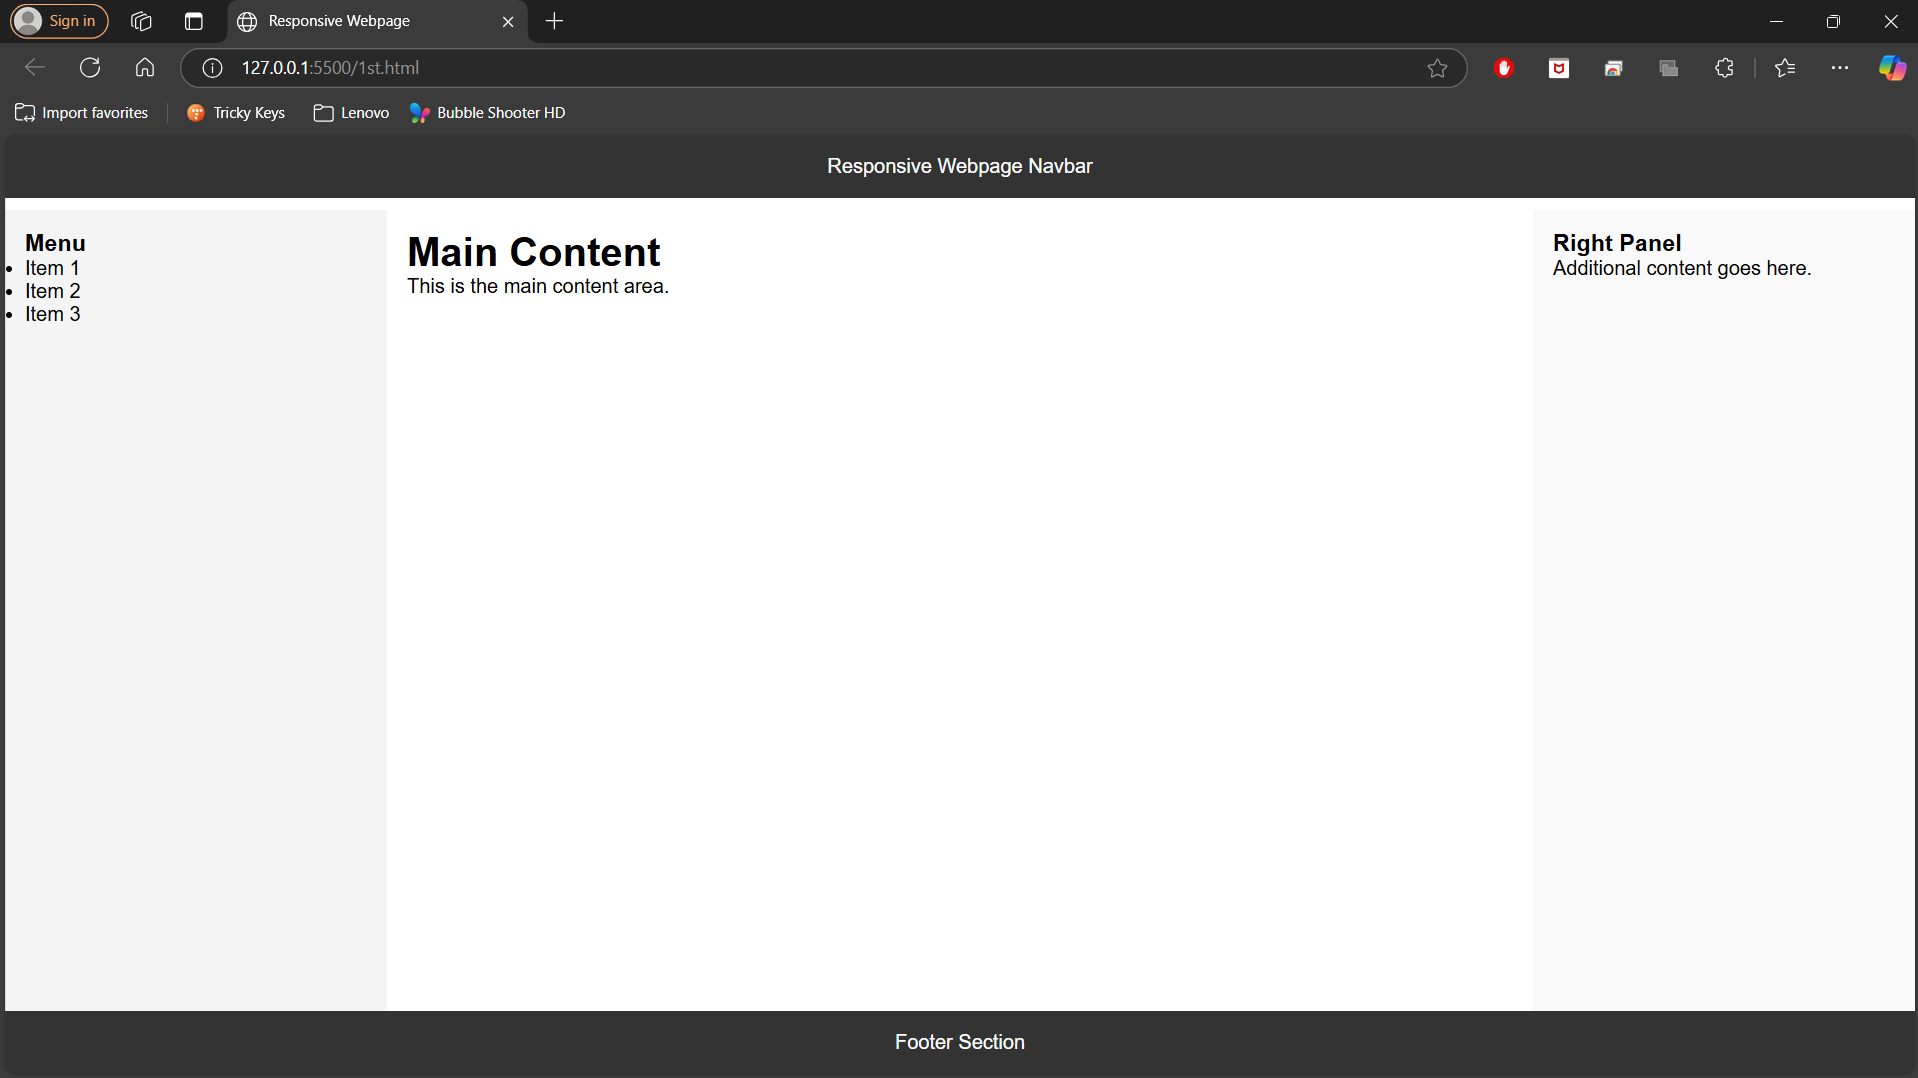 Sign in
Responsive Webpage
127.0.0.1:5500/1st.html
Import favorites
Tricky Keys
Lenovo
Bubble Shooter HD
Responsive Webpage Navbar
Menu
Item 1
Item 2
Item 3
Main Content
This is the main content area.
Right Panel
Additional content goes here.
Footer Section